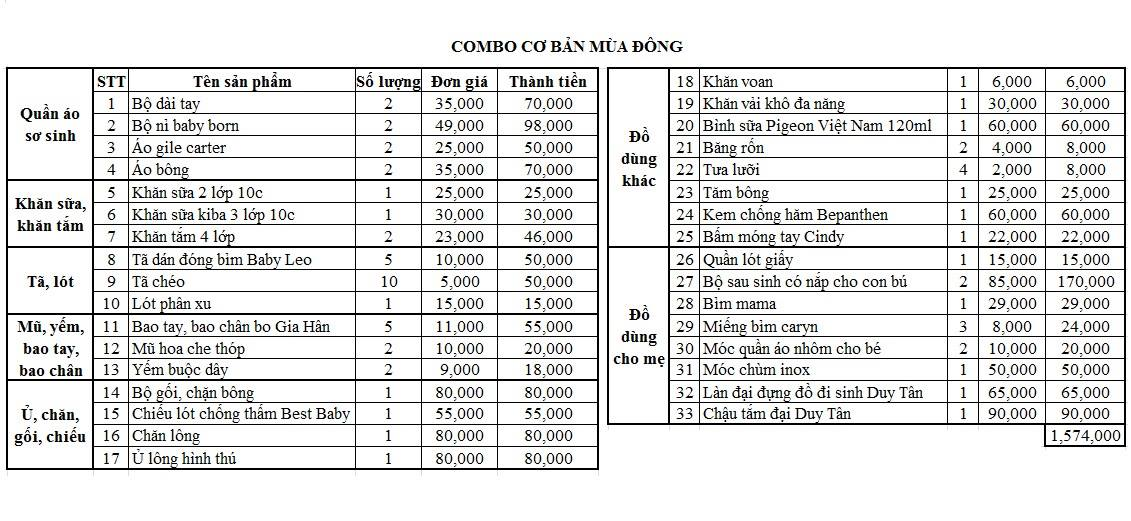 COMBO CƠ BẢN MÙA ĐÔNG
STT Tên sản phẩm Số lượng Đơn giá Thành tiền
Quần áo sơ sinh
1 Bộ dài tay 2 35,000 70,000
2 Bộ nỉ baby born 2 49,000 98,000
3 Áo gile carter 2 25,000 50,000
4 Áo bông 2 35,000 70,000
Khăn sữa, khăn tắm
5 Khăn sữa 2 lớp 10c 1 25,000 25,000
6 Khăn sữa kiba 3 lớp 10c 1 30,000 30,000
7 Khăn tắm 4 lớp 2 23,000 46,000
Tã, lót
8 Tã dán đóng bìm Baby Leo 5 10,000 50,000
9 Tã chéo 10 5,000 50,000
10 Lót phân xu 1 15,000 15,000
Mũ, yếm, bao tay, bao chân
11 Bao tay, bao chân bo Gia Hân 5 11,000 55,000
12 Mũ hoa che thóp 2 10,000 20,000
13 Yếm buộc dây 2 9,000 18,000
Ủ, chăn, gối, chiếu
14 Bộ gối, chặn bông 1 80,000 80,000
15 Chiếu lót chống thấm Best Baby 1 55,000 55,000
16 Chăn lông 1 80,000 80,000
17 Ủ lông hình thú 1 80,000 80,000
Đồ dùng khác
18 Khăn voan 1 6,000 6,000
19 Khăn vải khô đa năng 1 30,000 30,000
20 Bình sữa Pigeon Việt Nam 120ml 1 60,000 60,000
21 Băng rốn 2 4,000 8,000
22 Tưa lưỡi 4 2,000 8,000
23 Tăm bông 1 25,000 25,000
24 Kem chống hăm Bepanthen 1 60,000 60,000
25 Bấm móng tay Cindy 1 22,000 22,000
Đồ dùng cho mẹ
26 Quần lót giấy 1 15,000 15,000
27 Bộ sau sinh có nắp cho con bú 2 85,000 170,000
28 Bìm mama 1 29,000 29,000
29 Miếng bìm caryn 3 8,000 24,000
30 Móc quần áo nhôm cho bé 2 10,000 20,000
31 Móc chùm inox 1 50,000 50,000
32 Làn đại đựng đồ đi sinh Duy Tân 1 65,000 65,000
33 Chậu tắm đại Duy Tân 1 90,000 90,000
1,574,000